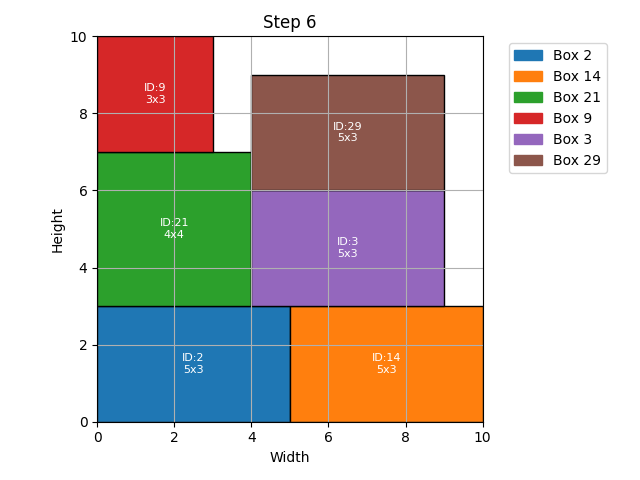 Step 6
10
8
6
4
2
0
Height
0
2
4
6
8
10
Width
ID:9
3x3
ID:29
5x3
ID:21
4x4
ID:3
5x3
ID:2
5x3
ID:14
5x3
Box 2
Box 14
Box 21
Box 9
Box 3
Box 29